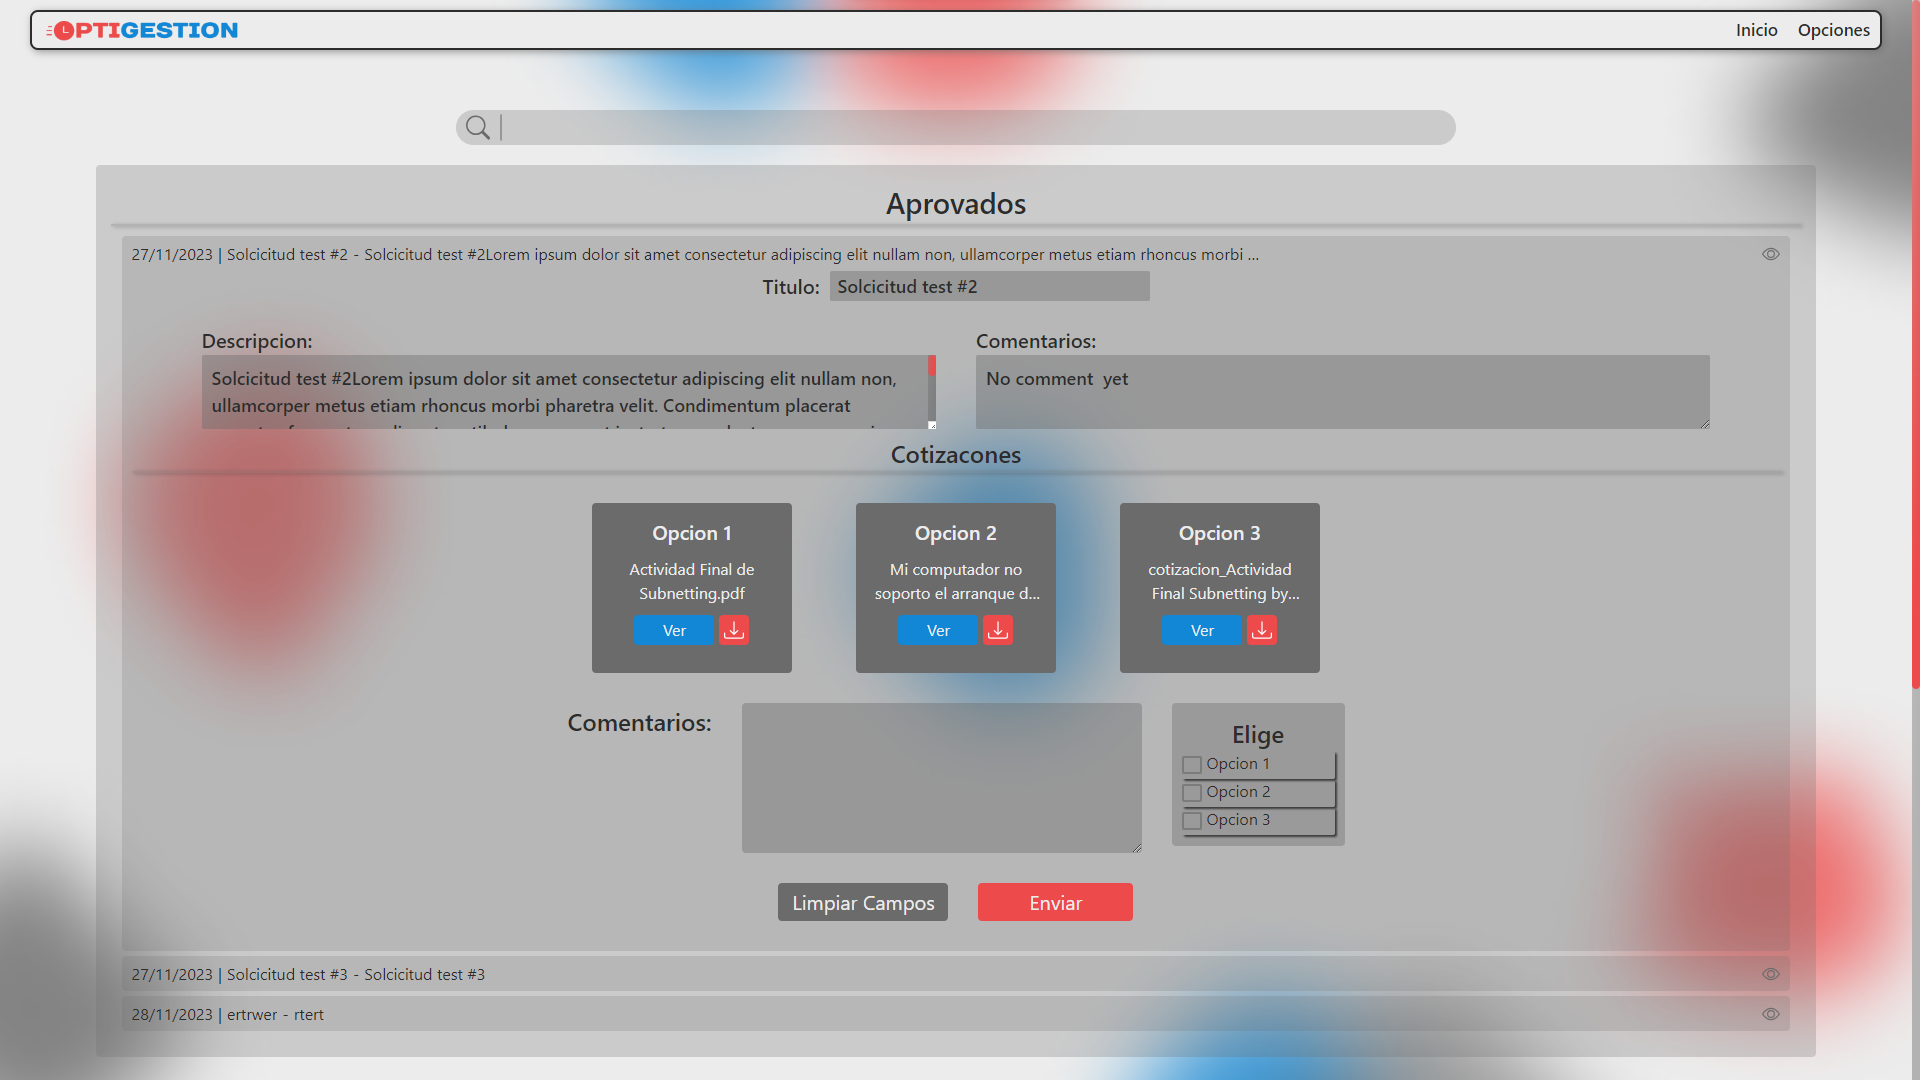 OPTIGESTION
Inicio
Opciones
Aprovados
27/11/2023 | Solcicitud test #2 - Solcicitud test #2Lorem ipsum dolor sit amet consectetur adipiscing elit nullam non, ullamcorper metus etiam rhoncus morbi ...
Titulo:
Solcicitud test #2
Descripcion:
Solcicitud test #2Lorem ipsum dolor sit amet consectetur adipiscing elit nullam non,
ullamcorper metus etiam rhoncus morbi pharetra velit. Condimentum placerat
Comentarios:
No comment  yet
Cotizacones
Opcion 1
Actividad Final de
Subnetting.pdf
Ver
Opcion 2
Mi computador no
soporto el arranque d...
Ver
Opcion 3
cotizacion_Actividad
Final Subnetting by...
Ver
Comentarios:
Elige
Opcion 1
Opcion 2
Opcion 3
Limpiar Campos
Enviar
27/11/2023 | Solcicitud test #3 - Solcicitud test #3
28/11/2023 | ertrwer - rtert